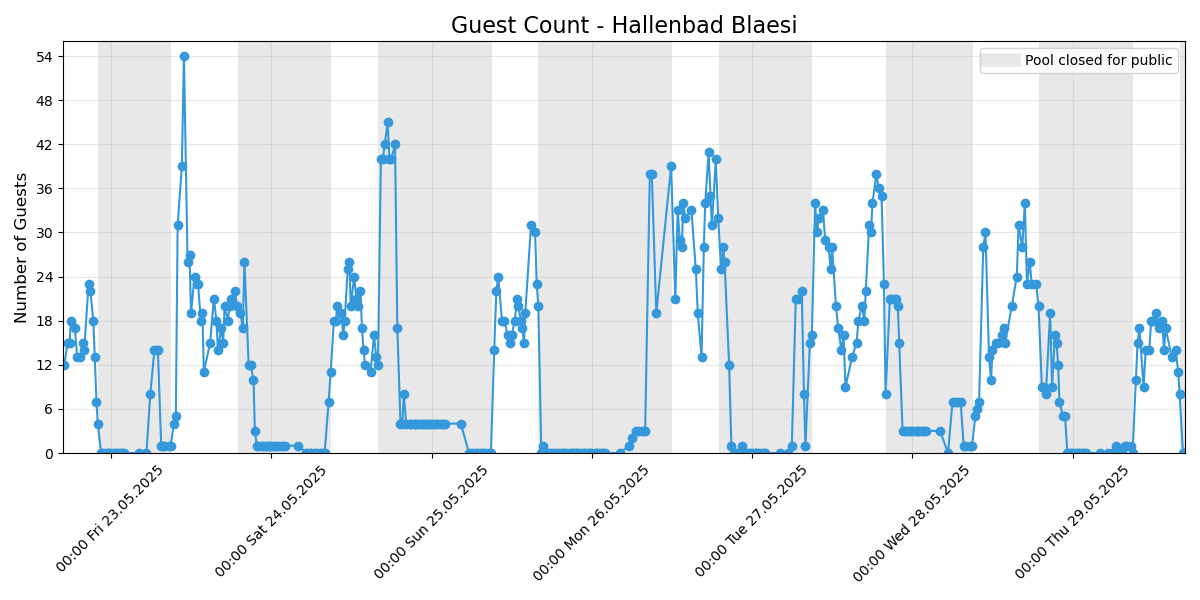 Guest Count - Hallenbad Blaesi
Pool closed for public
Number of Guests
54
48
42
36
30
24
18
12
6
0
00:00 Fri 23.05.2025
00:00 Sat 24.05.2025
00:00 Sun 25.05.2025
00:00 Mon 26.05.2025
00:00 Tue 27.05.2025
00:00 Wed 28.05.2025
00:00 Thu 29.05.2025